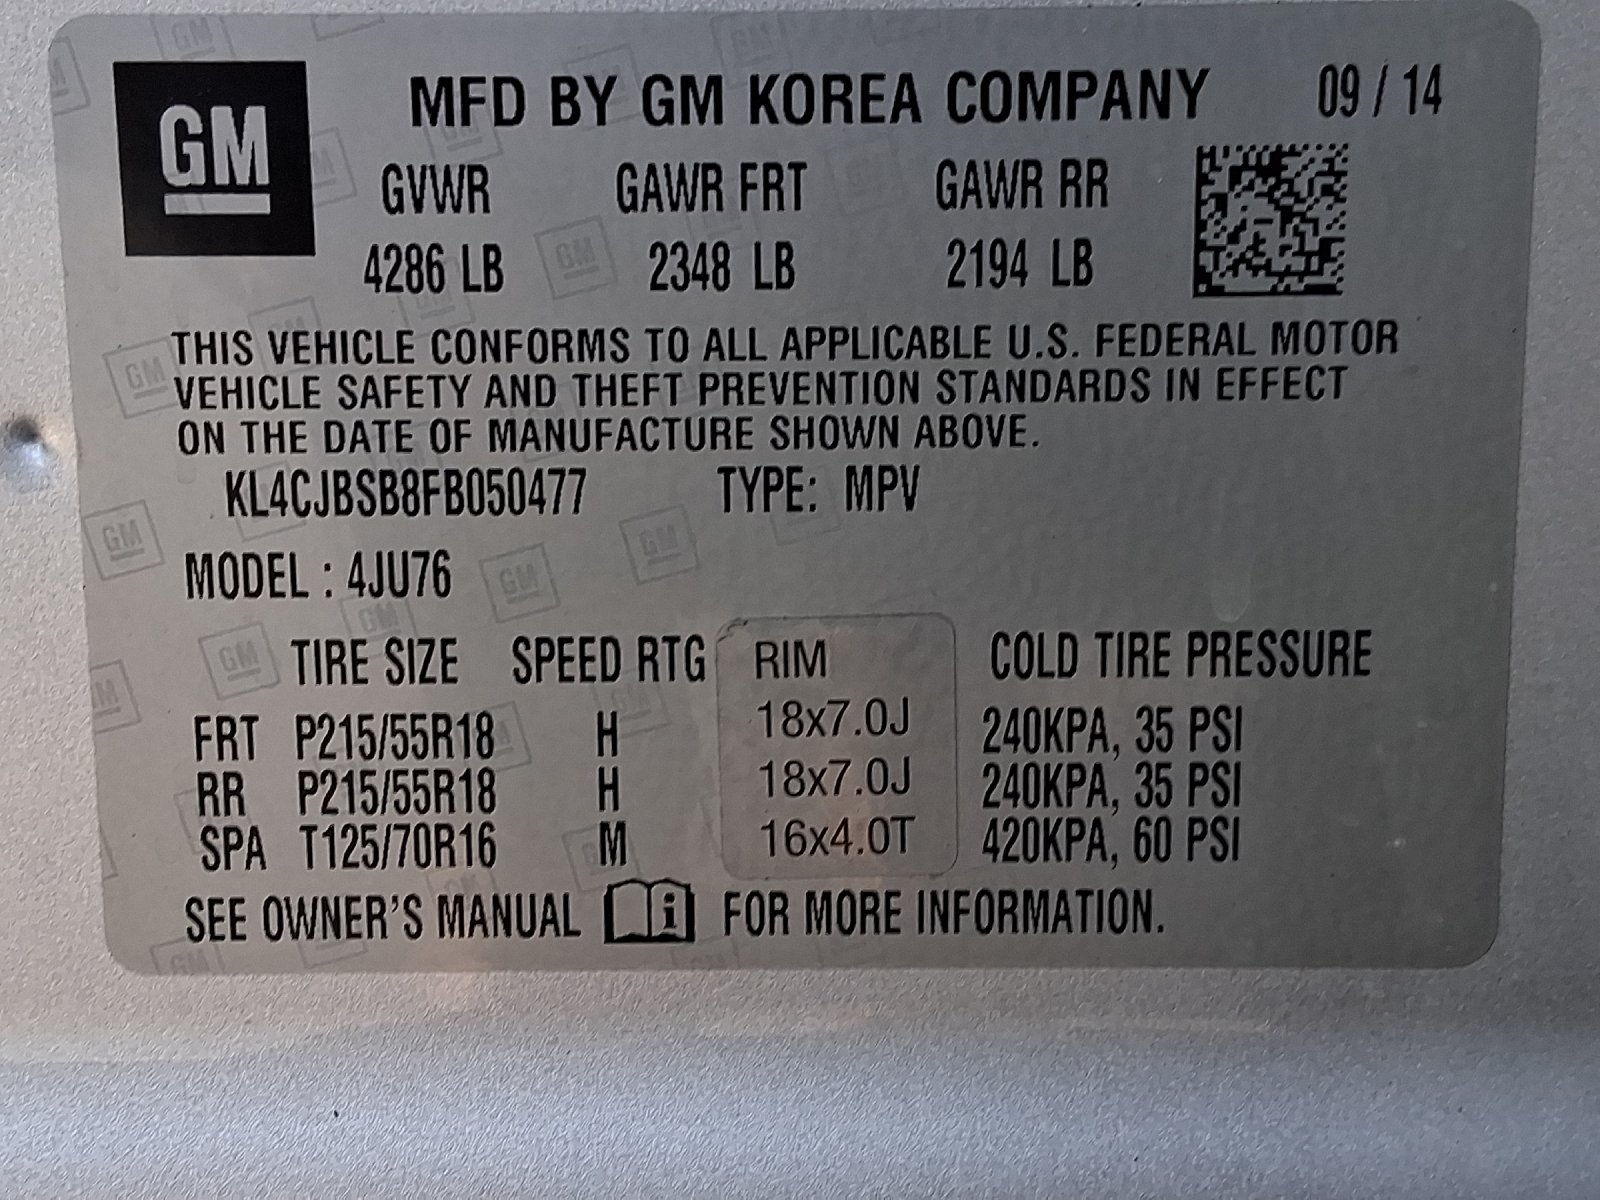 GM MFD BY GM KOREA COMPANY 09 / 14
GVWR GAWR FRT GAWR RR
4286 LB 2348 LB 2194 LB
THIS VEHICLE CONFORMS TO ALL APPLICABLE U.S. FEDERAL MOTOR
VEHICLE SAFETY AND THEFT PREVENTION STANDARDS IN EFFECT
ON THE DATE OF MANUFACTURE SHOWN ABOVE.
KL4CJBSB8FB050477 TYPE: MPV
MODEL : 4JU76
TIRE SIZE SPEED RTG RIM COLD TIRE PRESSURE
FRT P215/55R18 H 18x7.0J 240KPA, 35 PSI
RR P215/55R18 H 18x7.0J 240KPA, 35 PSI
SPA T125/70R16 M 16x4.0T 420KPA, 60 PSI
SEE OWNER'S MANUAL i FOR MORE INFORMATION.